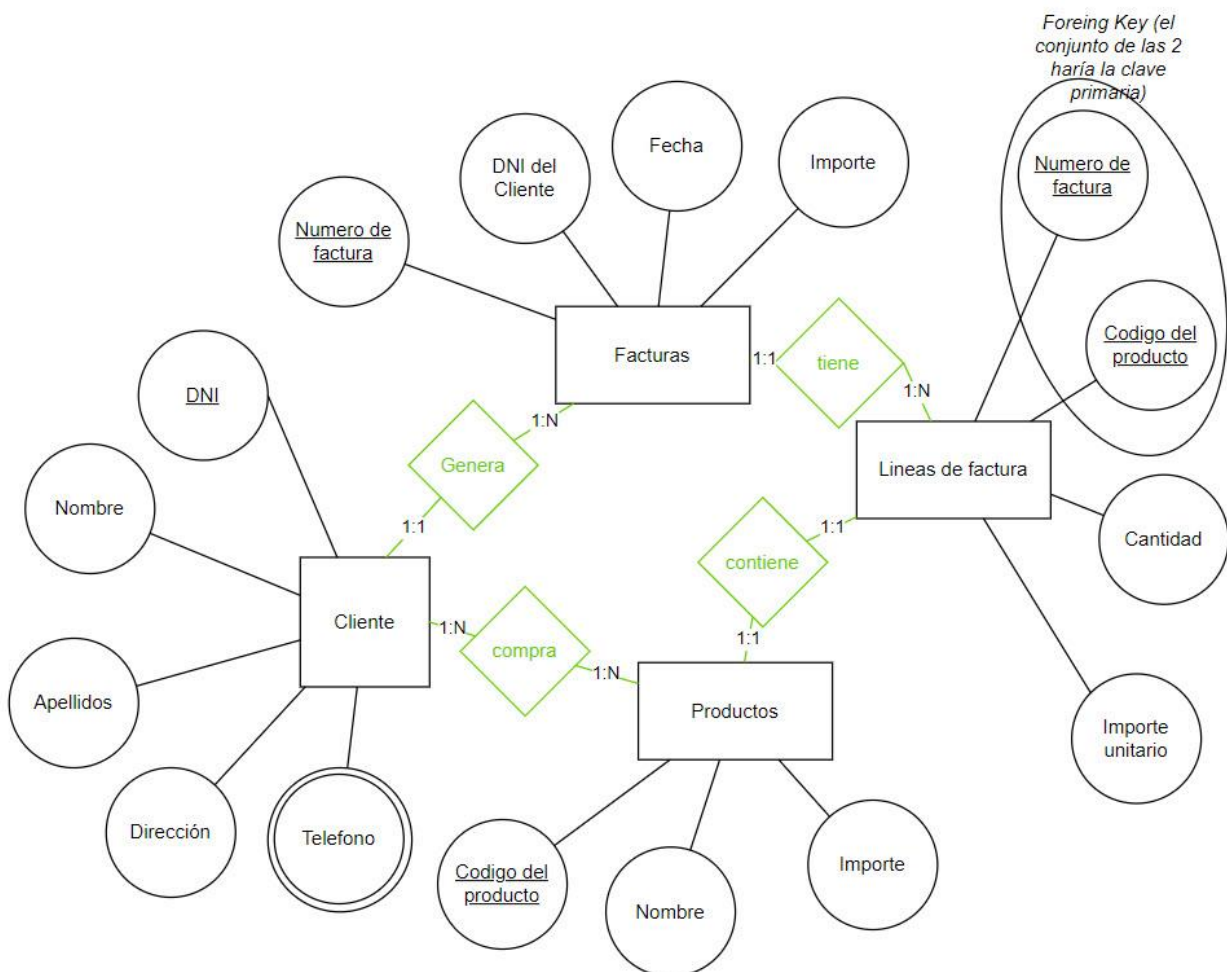 Foreing Key (el
conjunto de las 2
haría la clave
primaria)
Numero de
factura
DNI del
Cliente
Fecha
Importe
Numero de
factura
Codigo del
producto
Facturas
1:1
tiene
1:N
DNI
Genera
1:N
1:1
Lineas de factura
Nombre
Cantidad
contiene
1:1
1:1
Cliente
1:N
compra
1:N
Productos
Apellidos
Importe
unitario
Dirección
Telefono
Codigo del
producto
Nombre
Importe